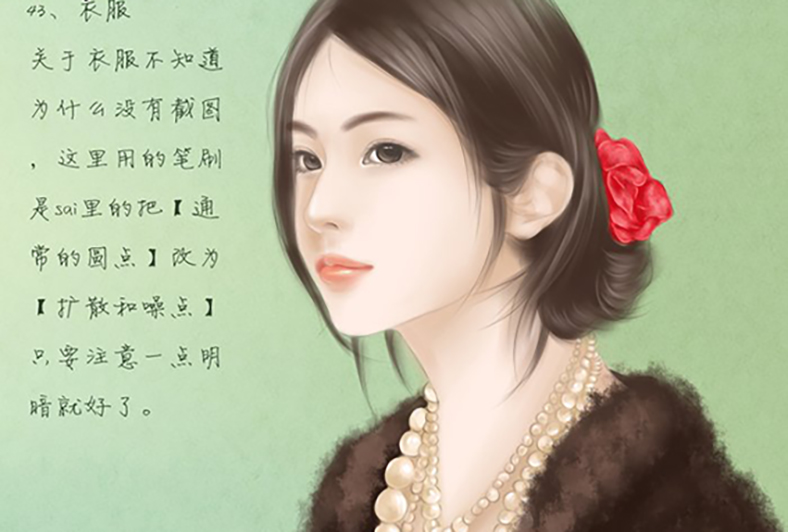 43、衣服
关于衣服不知道
为什么没有截图
，这里用的笔刷
是sai里的把【通
常的圆点】改为
【扩散和噪点】
只要注意一点明
暗就好了。